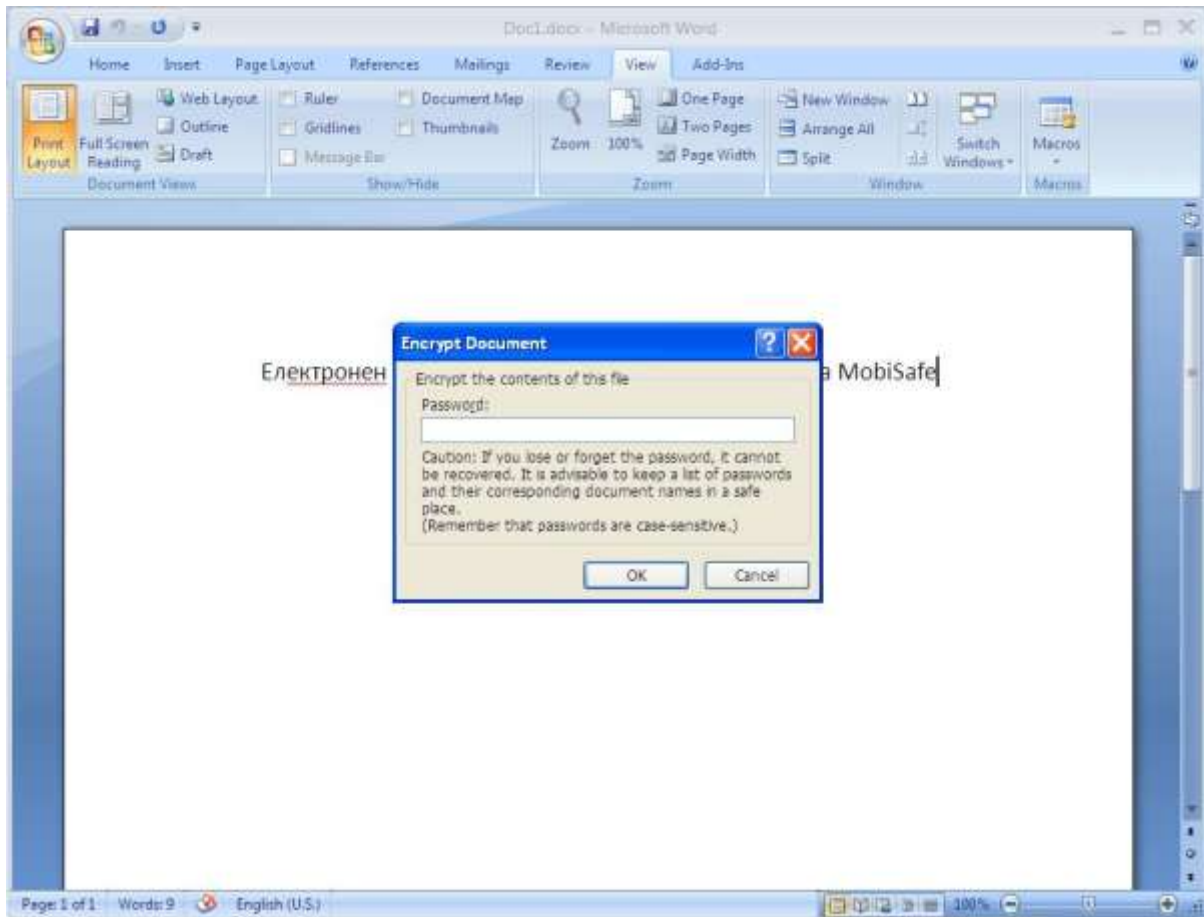 Doc1.docx - Microsoft Word
Home Insert Page Layout References Mailings Review View Add-Ins
Print Layout
Full Screen Reading
Web Layout
Outline
Draft
Document Views
Ruler
Gridlines
Message Bar
Document Map
Thumbnails
Show/Hide
Zoom
100%
One Page
Two Pages
Page Width
Zoom
New Window
Arrange All
Split
Switch Windows
Window
Macros
Macros
Encrypt Document
Електронен а MobiSafe
Encrypt the contents of this file
Password:
Caution: If you lose or forget the password, it cannot
be recovered. It is advisable to keep a list of passwords
and their corresponding document names in a safe
place.
(Remember that passwords are case-sensitive.)
OK Cancel
Page: 1 of 1 Words: 9 English (U.S.) 100%